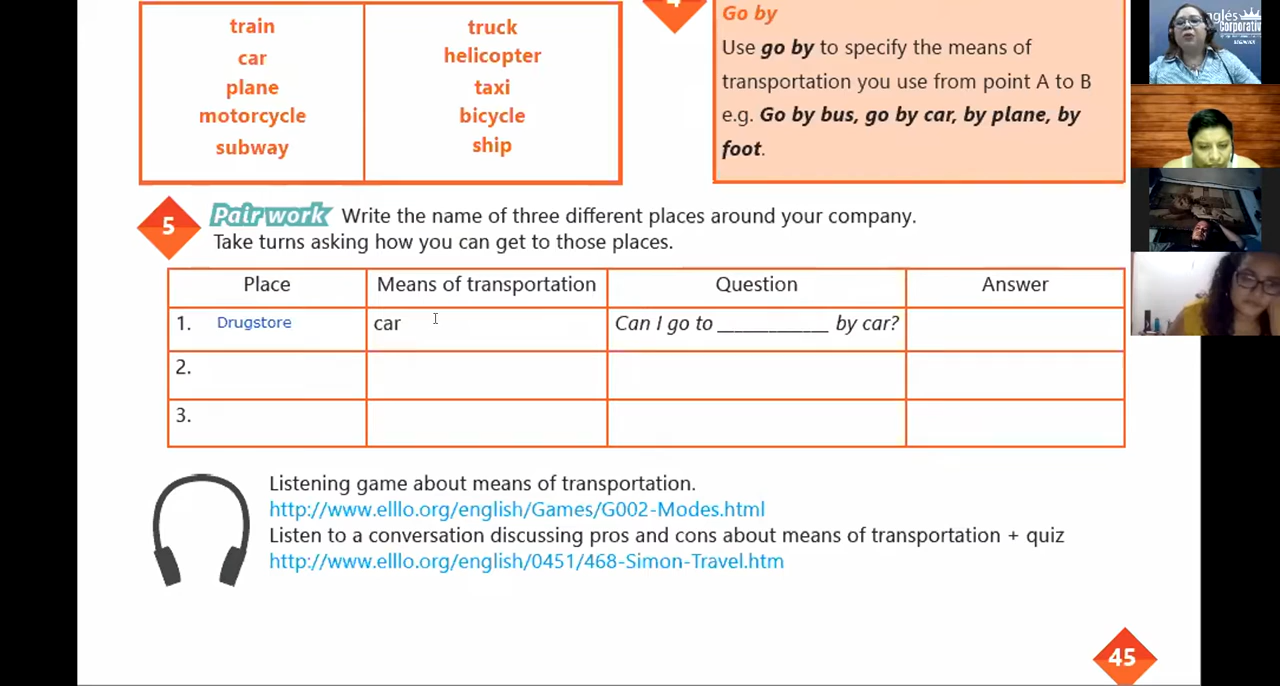 train
car
plane
motorcycle
subway
truck
helicopter
taxi
bicycle
ship
4
Go by
Use go by to specify the means of
transportation you use from point A to B
e.g. Go by bus, go by car, by plane, by
foot.
5
Pair work Write the name of three different places around your company.
Take turns asking how you can get to those places.
Place Means of transportation Question Answer
1. Drugstore car Can I go to ____________ by car?
2.
3.
Listening game about means of transportation.
http://www.elllo.org/english/Games/G002-Modes.html
Listen to a conversation discussing pros and cons about means of transportation + quiz
http://www.elllo.org/english/0451/468-Simon-Travel.htm
45